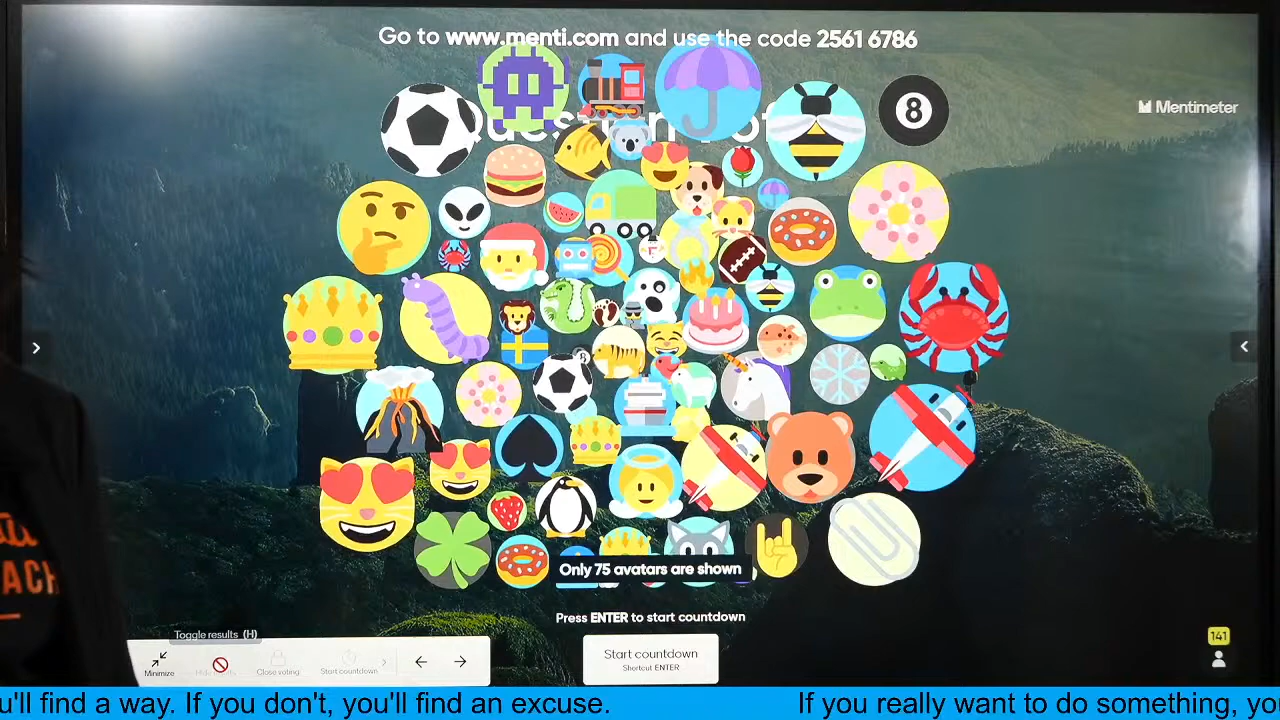 Go to www.menti.com and use the code 2561 6786
8
Mentimeter
Only 75 avatars are shown
Press ENTER to start countdown
Toggle results (H)
Minimize
Close voting
Start countdown
Start countdown
Shortcut ENTER
141
u'll find a way. If you don't, you'll find an excuse.
If you really want to do something, yo